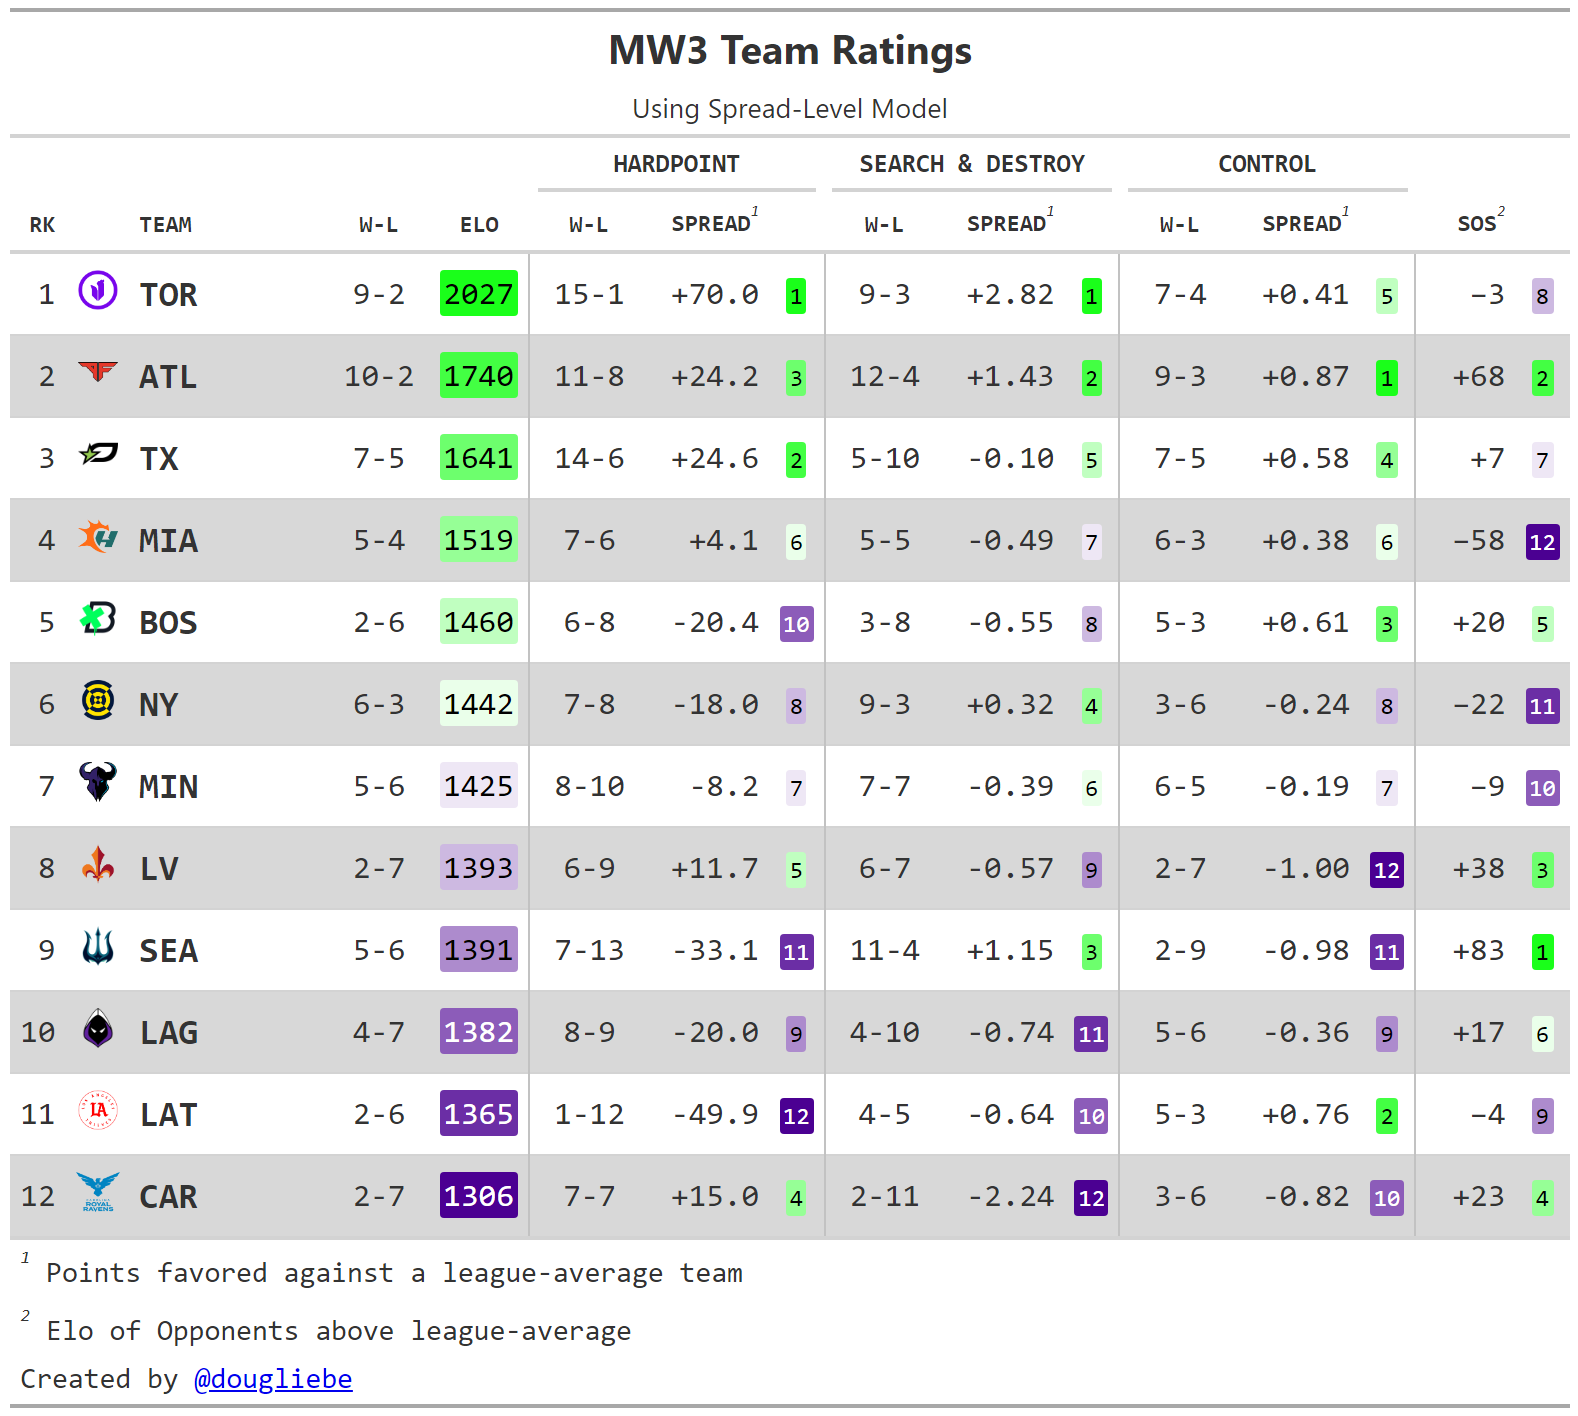 MW3 Team Ratings
Using Spread-Level Model
HARDPOINT SEARCH & DESTROY CONTROL
RK TEAM W-L ELO W-L SPREAD1 W-L SPREAD1 W-L SPREAD1 SOS2
1 TOR 9-2 2027 15-1 +70.0 1 9-3 +2.82 1 7-4 +0.41 5 −3 8
2 ATL 10-2 1740 11-8 +24.2 3 12-4 +1.43 2 9-3 +0.87 1 +68 2
3 TX 7-5 1641 14-6 +24.6 2 5-10 -0.10 5 7-5 +0.58 4 +7 7
4 MIA 5-4 1519 7-6 +4.1 6 5-5 -0.49 7 6-3 +0.38 6 −58 12
5 BOS 2-6 1460 6-8 -20.4 10 3-8 -0.55 8 5-3 +0.61 3 +20 5
6 NY 6-3 1442 7-8 -18.0 8 9-3 +0.32 4 3-6 -0.24 8 −22 11
7 MIN 5-6 1425 8-10 -8.2 7 7-7 -0.39 6 6-5 -0.19 7 −9 10
8 LV 2-7 1393 6-9 +11.7 5 6-7 -0.57 9 2-7 -1.00 12 +38 3
9 SEA 5-6 1391 7-13 -33.1 11 11-4 +1.15 3 2-9 -0.98 11 +83 1
10 LAG 4-7 1382 8-9 -20.0 9 4-10 -0.74 11 5-6 -0.36 9 +17 6
11 LA LAT 2-6 1365 1-12 -49.9 12 4-5 -0.64 10 5-3 +0.76 2 −4 9
12 ROYAL RAVENS CAR 2-7 1306 7-7 +15.0 4 2-11 -2.24 12 3-6 -0.82 10 +23 4
1 Points favored against a league-average team
2 Elo of Opponents above league-average
Created by @dougliebe